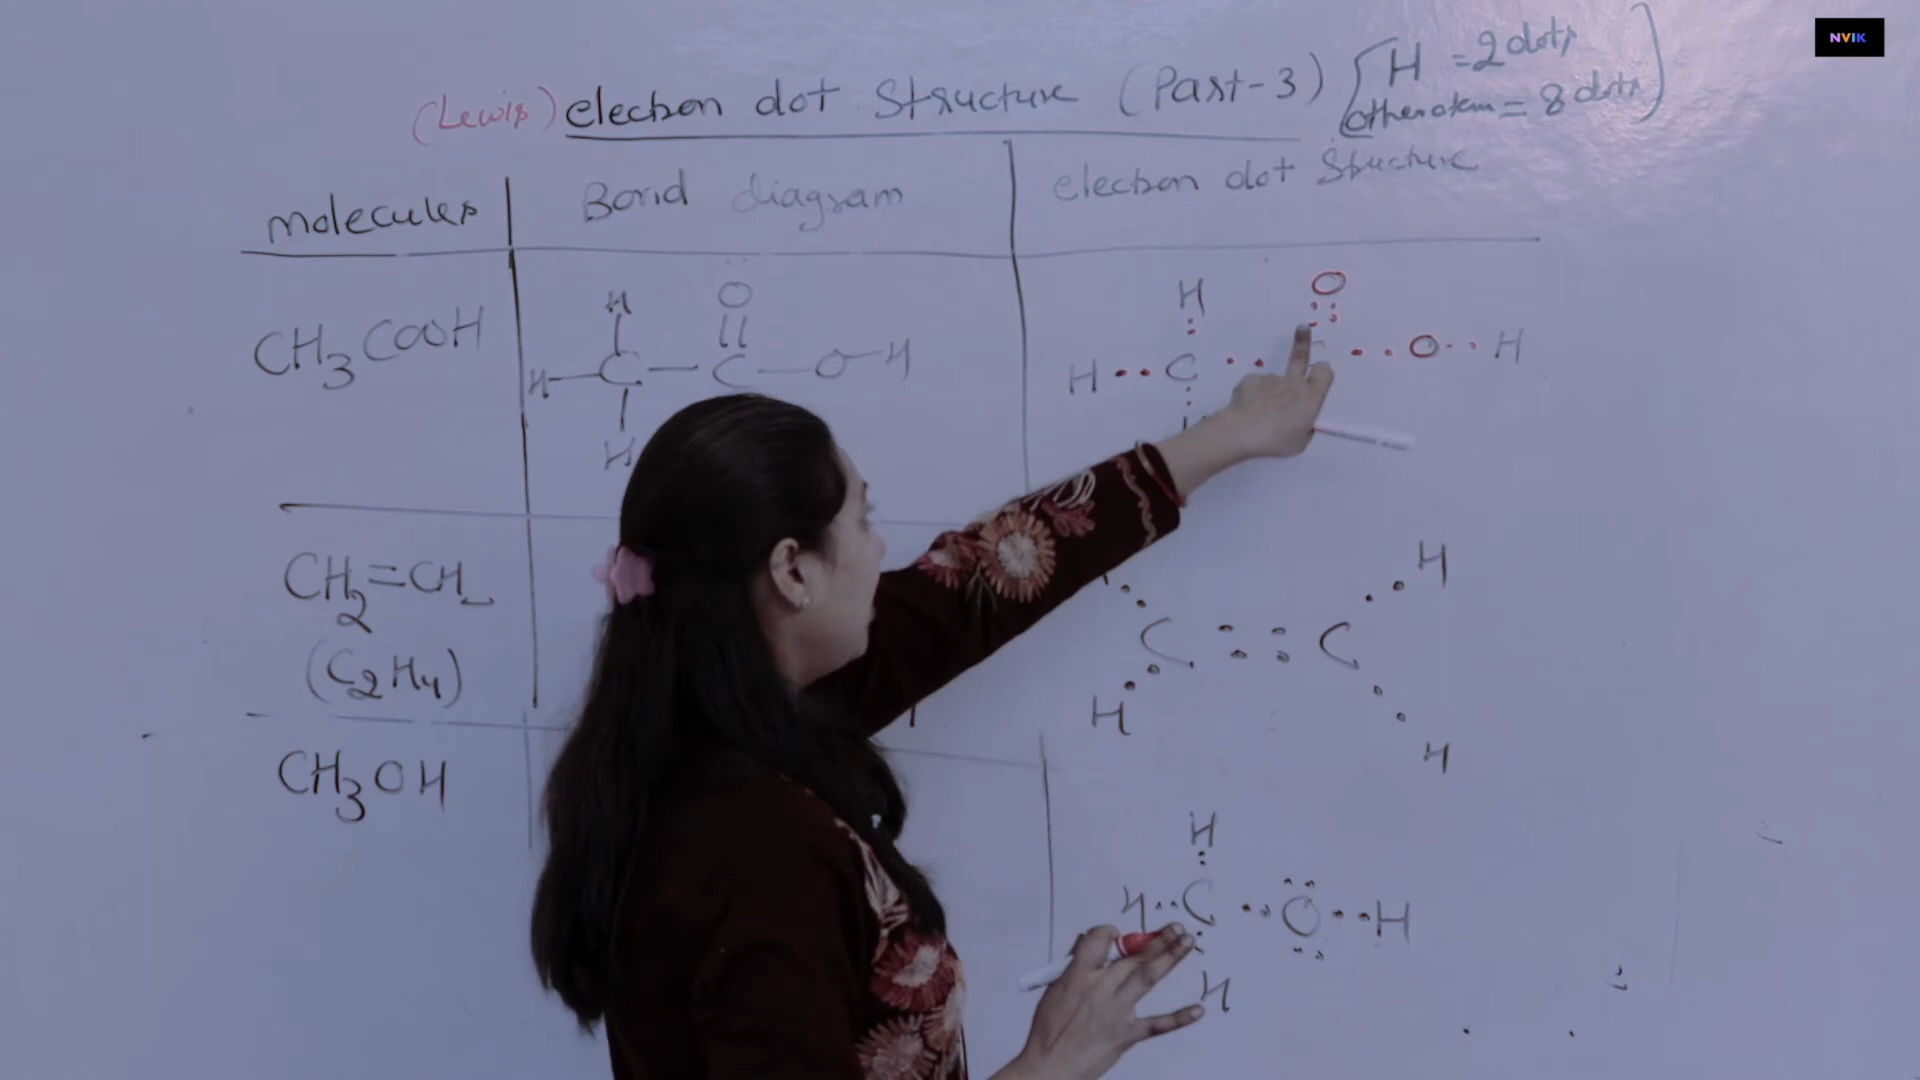 NVIK
(Lewis) electron dot structure (Part-3) [H = 2 dots
other atom = 8 dots]
molecules Bond diagram electron dot structure
CH3COOH
H O
|| 
H—C—C—O—H
H
H O
H••C••C••O••H
CH2=CH2
(C2H4)
H
C::C
H
H
CH3OH
H
H••C••O••H
H